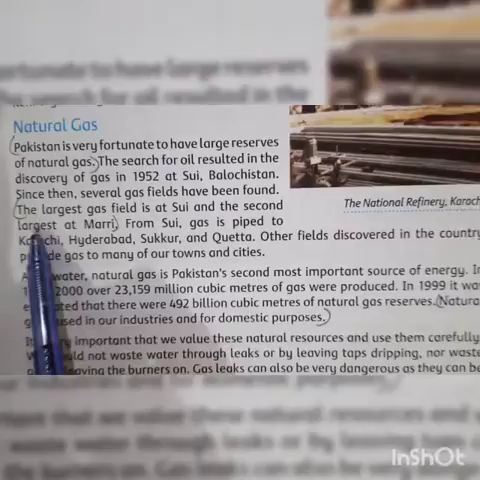 Natural Gas
Pakistan is very fortunate to have large reserves
of natural gas. The search for oil resulted in the
discovery of gas in 1952 at Sui, Balochistan.
Since then, several gas fields have been found.
The largest gas field is at Sui and the second
largest at Marri. From Sui, gas is piped to
The National Refinery, Karach
Hyderabad, Sukkur, and Quetta. Other fields discovered in the country
gas to many of our towns and cities.
water, natural gas is Pakistan's second most important source of energy. In
2000 over 23,159 million cubic metres of gas were produced. In 1999 it was
that there were 492 billion cubic metres of natural gas reserves. Natura
used in our industries and for domestic purposes.
important that we value these natural resources and use them carefully
not waste water through leaks or by leaving taps dripping, nor waste
leaving the burners on. Gas leaks can also be very dangerous as they can be
InShOt